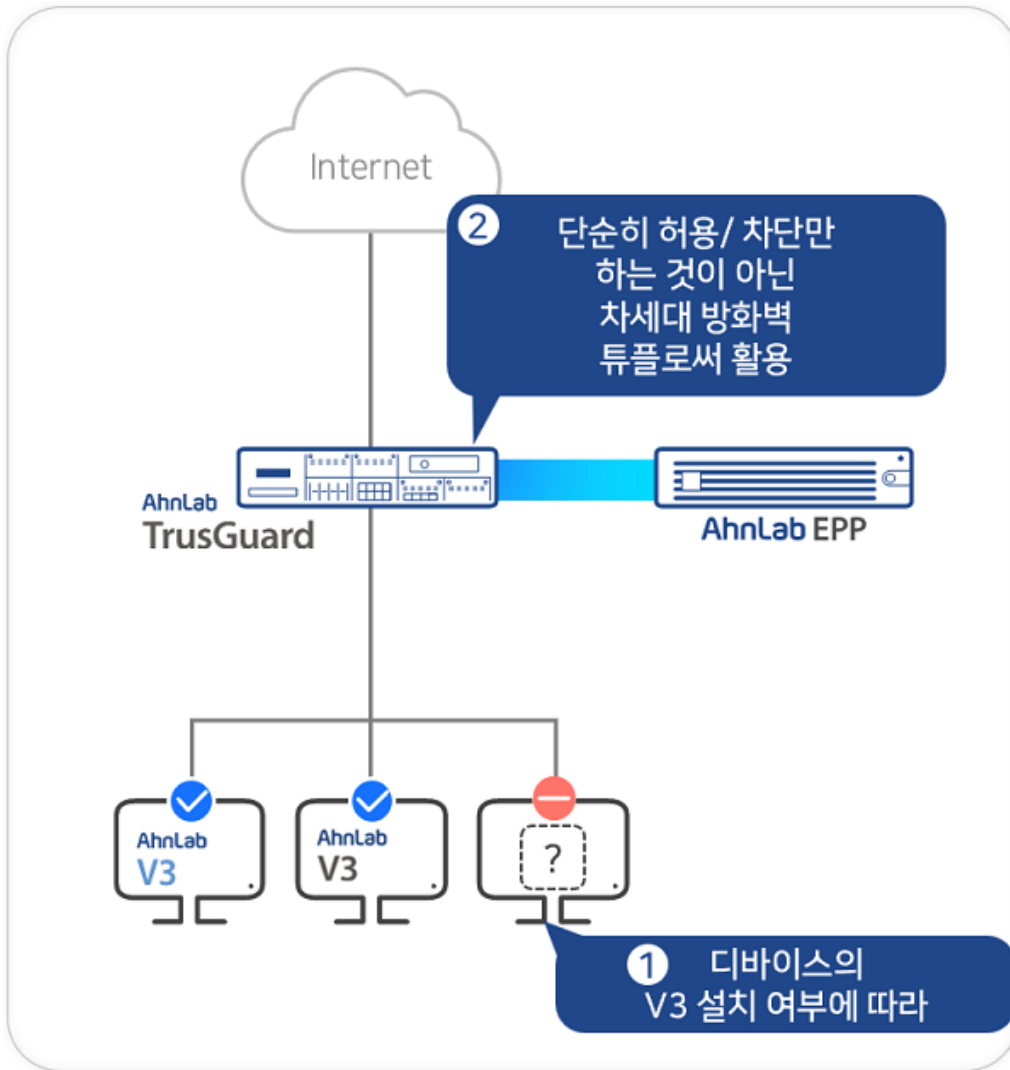 Internet
2
단순히 허용/ 차단만
하는 것이 아닌
차세대 방화벽
튜플로써 활용
AhnLab
TrusGuard
AhnLab EPP
AhnLab
V3
AhnLab
V3
?
1 디바이스의
V3 설치 여부에 따라